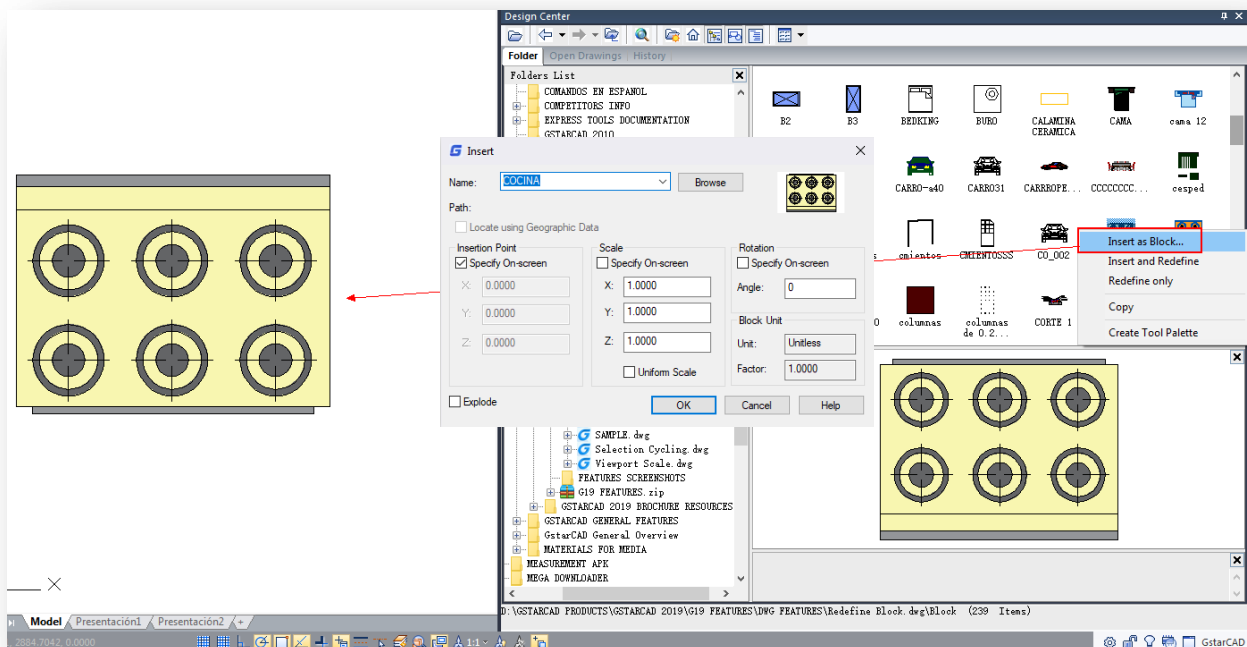 Design Center
Folder Open Drawings History
Folders List
COMANDOS EN ESPANOL
COMPETITORS INFO
EXPRESS TOOLS DOCUMENTATION
GSTARCAD 2010
B2 B3 BEDKING BURO CALAMINA CERAMICA CAMA cama 12
CARRO-a40 CARRO31 CARRROPE... CCCCCCCC... cesped
cmientos CMIENTOSSS CO_002
columnas columnas de 0.2... CORTE 1
Insert as Block...
Insert and Redefine
Redefine only
Copy
Create Tool Palette
Insert
Name: COCINA Browse
Path:
Locate using Geographic Data
Insertion Point Scale Rotation
Specify On-screen Specify On-screen Specify On-screen
X: 0.0000 X: 1.0000 Angle: 0
Y: 0.0000 Y: 1.0000 Block Unit
Z: 0.0000 Z: 1.0000 Unit: Unitless
Uniform Scale Factor: 1.0000
Explode OK Cancel Help
SAMPLE.dwg
Selection Cycling.dwg
Viewport Scale.dwg
FEATURES SCREENSHOTS
G19 FEATURES.zip
GSTARCAD 2019 BROCHURE RESOURCES
GSTARCAD GENERAL FEATURES
GstarCAD General Overview
MATERIALS FOR MEDIA
MEASUREMENT APK
MEGA DOWNLOADER
D:\GSTARCAD PRODUCTS\GSTARCAD 2019\G19 FEATURES\DWG FEATURES\Redefine Block.dwg\Block (239 Items)
X
Model Presentación1 Presentación2 +
2884.7042, 0.0000 1:1 GstarCAD